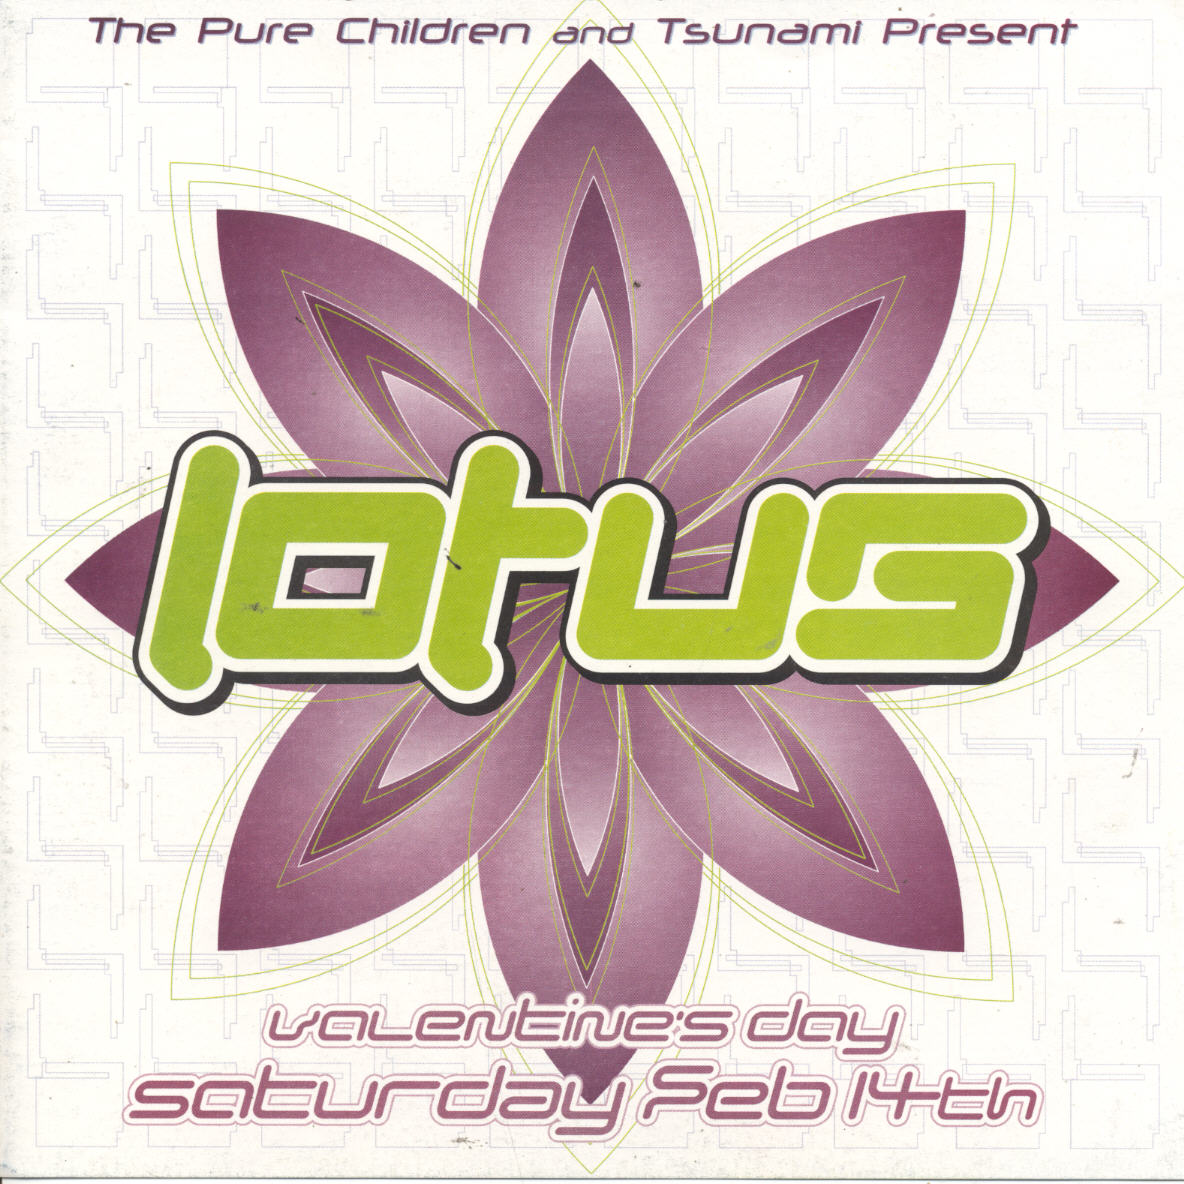 The Pure Children and Tsunami Present
lotus
valentine's day
saturday Feb 14th